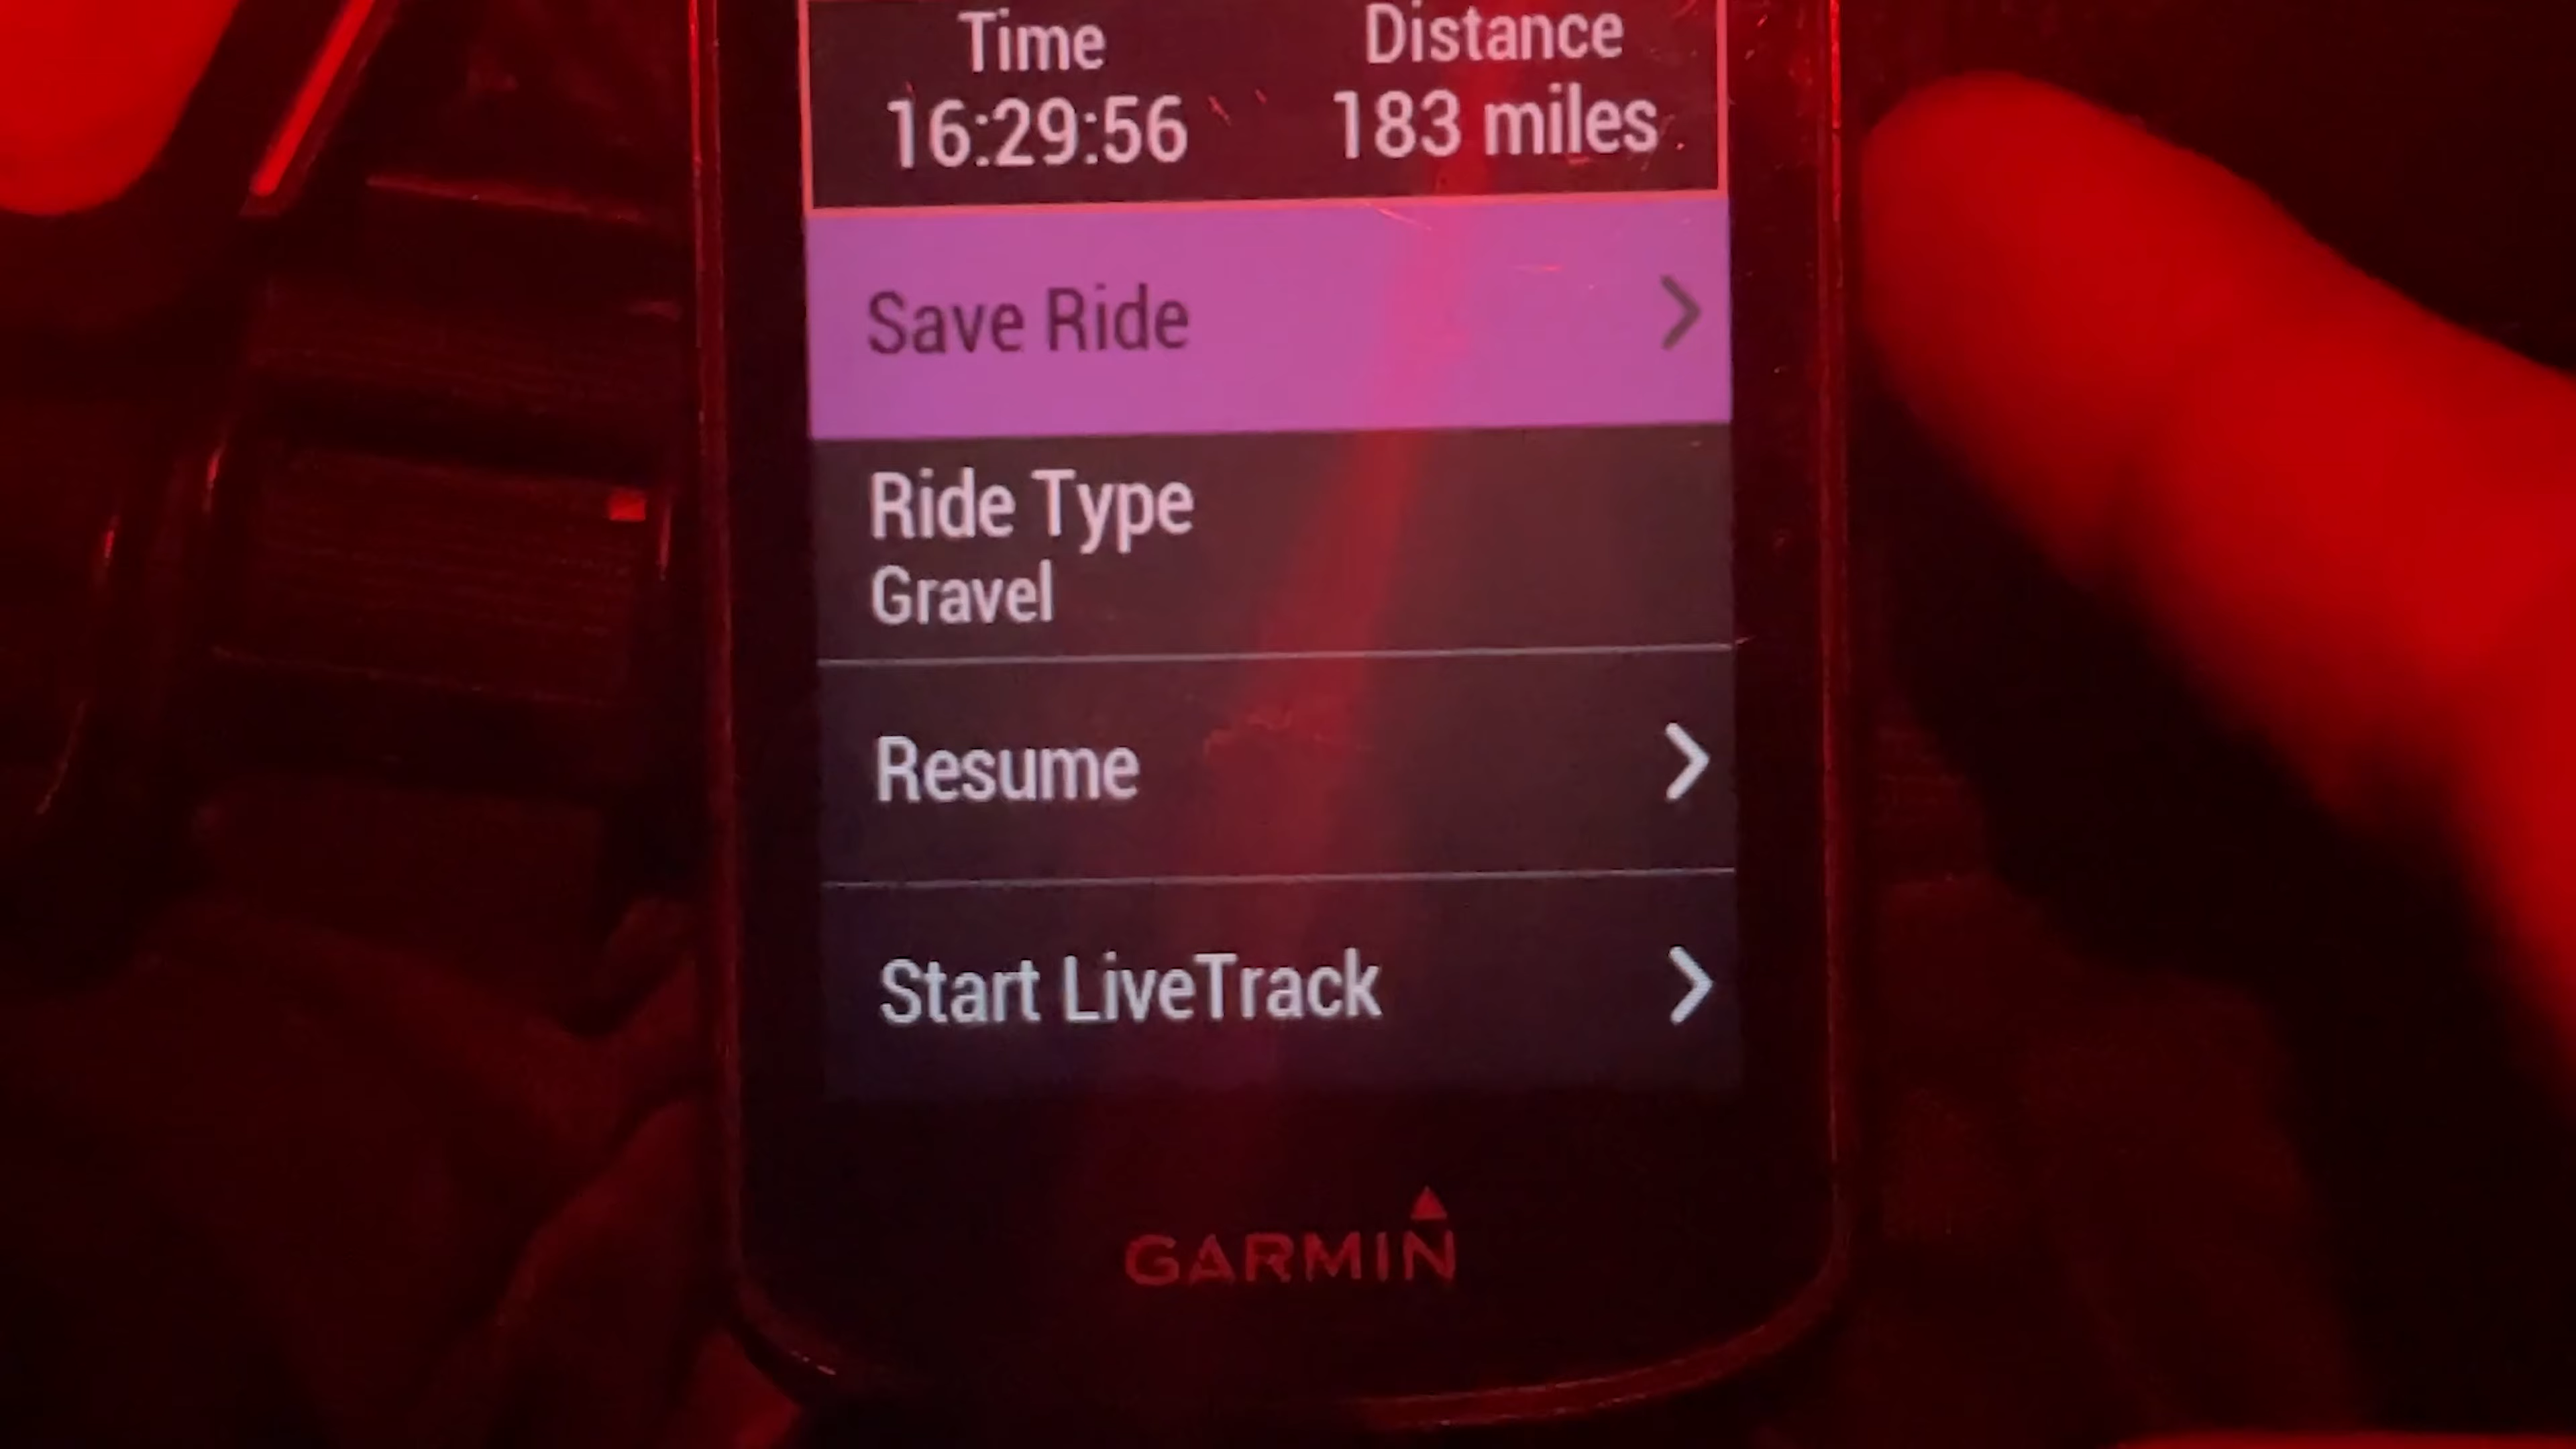 Time Distance
16:29:56 183 miles
Save Ride
Ride Type
Gravel
Resume
Start LiveTrack
GARMIN